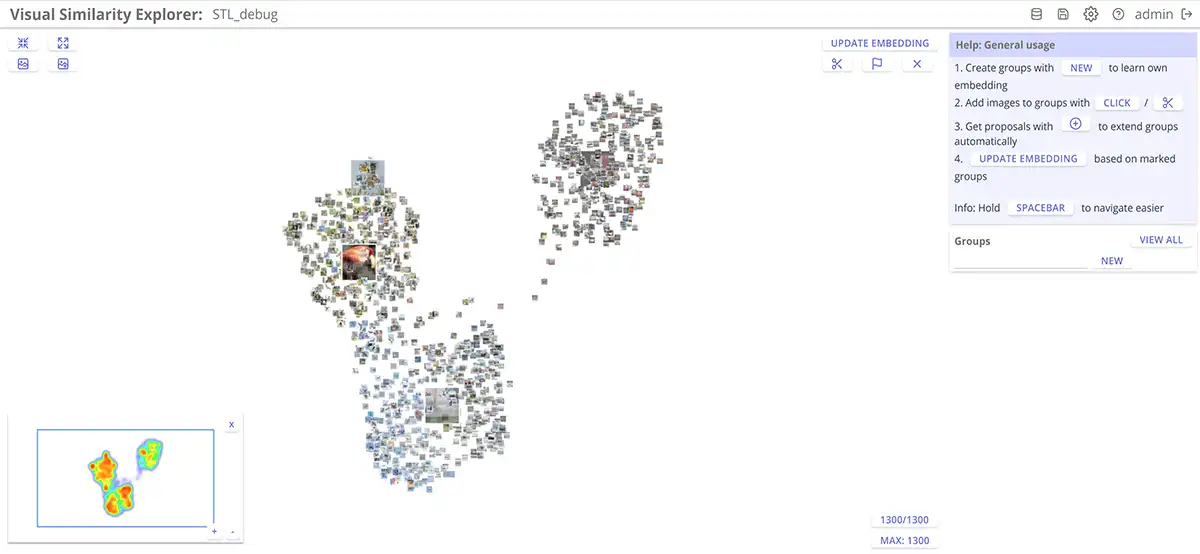 Visual Similarity Explorer: STL_debug
admin
UPDATE EMBEDDING
Help: General usage
1. Create groups with NEW to learn own
embedding
2. Add images to groups with CLICK /
3. Get proposals with to extend groups
automatically
4. UPDATE EMBEDDING based on marked
groups
Info: Hold SPACEBAR to navigate easier
Groups VIEW ALL
NEW
x
+ -
1300/1300
MAX: 1300